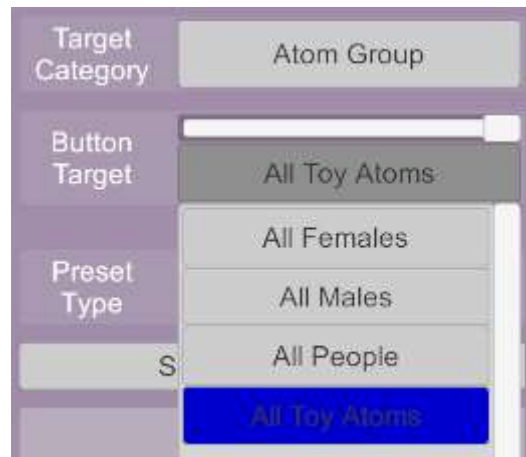 Target
Category
Atom Group
Button
Target
All Toy Atoms
All Females
All Males
Preset
Type
All People
S
All Toy Atoms